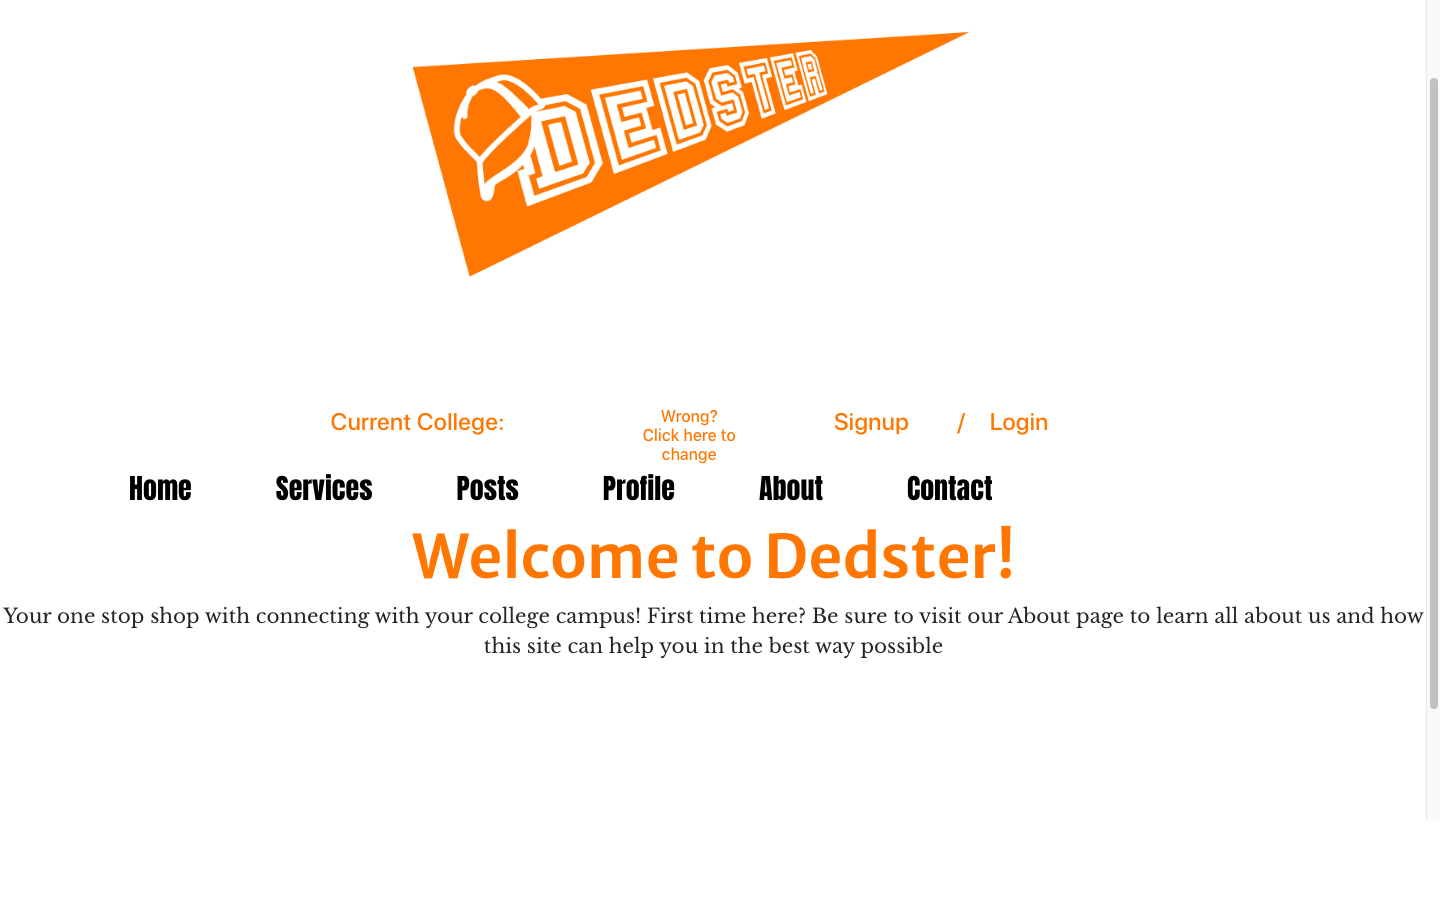 DEDSTER
Current College:
Wrong?
Click here to
change
Signup / Login
Home Services Posts Profile About Contact
Welcome to Dedster!
Your one stop shop with connecting with your college campus! First time here? Be sure to visit our About page to learn all about us and how
this site can help you in the best way possible